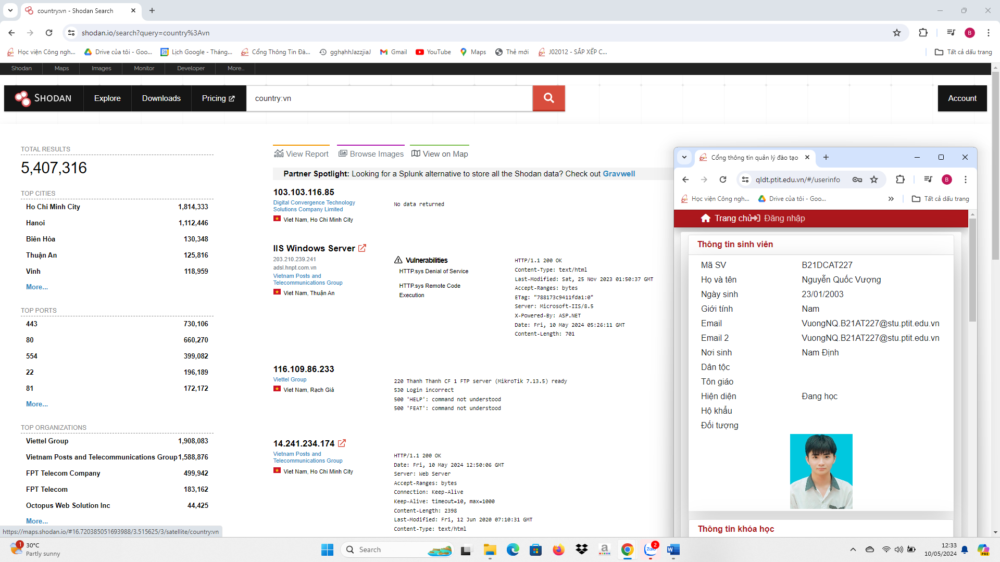 country:vn - Shodan Search
shodan.io/search?query=country%3Avn
B
Học viện Công ngh...
Drive của tôi - Goo...
28
Lịch Google - Tháng...
Cổng Thông Tin Đà...
gghạhhJazzjiaJ
Gmail
YouTube
Maps
Thẻ mới
J02012 - SẮP XẾP C...
Tất cả dấu trang
Shodan
Maps
Images
Monitor
Developer
More...
SHODAN
Explore
Downloads
Pricing
country:vn
Account
TOTAL RESULTS
5,407,316
TOP CITIES
Ho Chi Minh City 1,814,333
Hanoi 1,112,446
Biên Hòa 130,348
Thuận An 125,816
Vinh 118,959
More...
TOP PORTS
443 730,106
80 660,270
554 399,082
22 196,189
81 172,172
More...
TOP ORGANIZATIONS
Viettel Group 1,908,083
Vietnam Posts and Telecommunications Group 1,588,876
FPT Telecom Company 499,942
FPT Telecom 183,162
Octopus Web Solution Inc 44,425
More...
https://maps.shodan.io/#16.720385051693988/3.515625/3/satellite/country:vn
View Report
Browse Images
View on Map
Partner Spotlight: Looking for a Splunk alternative to store all the Shodan data? Check out Gravwell
103.103.116.85
Digital Convergence Technology
Solutions Company Limited
Viet Nam, Ho Chi Minh City
No data returned
IIS Windows Server
203.210.239.241
adsl.hnpt.com.vn
Vietnam Posts and
Telecommunications Group
Viet Nam, Thuận An
Vulnerabilities
HTTP.sys Denial of Service
HTTP.sys Remote Code
Execution
HTTP/1.1 200 OK
Content-Type: text/html
Last-Modified: Sat, 25 Nov 2023 01:50:37 GMT
Accept-Ranges: bytes
ETag: "788173c9411fda1:0"
Server: Microsoft-IIS/8.5
X-Powered-By: ASP.NET
Date: Fri, 10 May 2024 05:26:11 GMT
Content-Length: 701
116.109.86.233
Viettel Group
Viet Nam, Rạch Giá
220 Thanh Thanh CF 1 FTP server (MikroTik 7.13.5) ready
530 Login incorrect
500 'HELP': command not understood
500 'FEAT': command not understood
14.241.234.174
Vietnam Posts and
Telecommunications Group
Viet Nam, Ho Chi Minh City
HTTP/1.1 200 OK
Date: Fri, 10 May 2024 12:50:06 GMT
Server: Web Server
Accept-Ranges: bytes
Connection: Keep-Alive
Keep-Alive: timeout=10, max=1000
Content-Length: 2398
Last-Modified: Fri, 12 Jun 2020 07:10:31 GMT
Content-Type: text/html
Cổng thông tin quản lý đào tạo
qldt.ptit.edu.vn/#/userinfo
B
Học viện Công ngh...
Drive của tôi - Goo...
Tất cả dấu trang
Trang chủ
Đăng nhập
Thông tin sinh viên
Mã SV B21DCAT227
Họ và tên Nguyễn Quốc Vượng
Ngày sinh 23/01/2003
Giới tính Nam
Email VuongNQ.B21AT227@stu.ptit.edu.vn
Email 2 VuongNQ.B21AT227@stu.ptit.edu.vn
Nơi sinh Nam Định
Dân tộc
Tôn giáo
Hiện diện Đang học
Hộ khẩu
Đối tượng
Thông tin khóa học
1
30°C
Partly sunny
Search
a
Zalo
2
W
12:33
10/05/2024
PRE